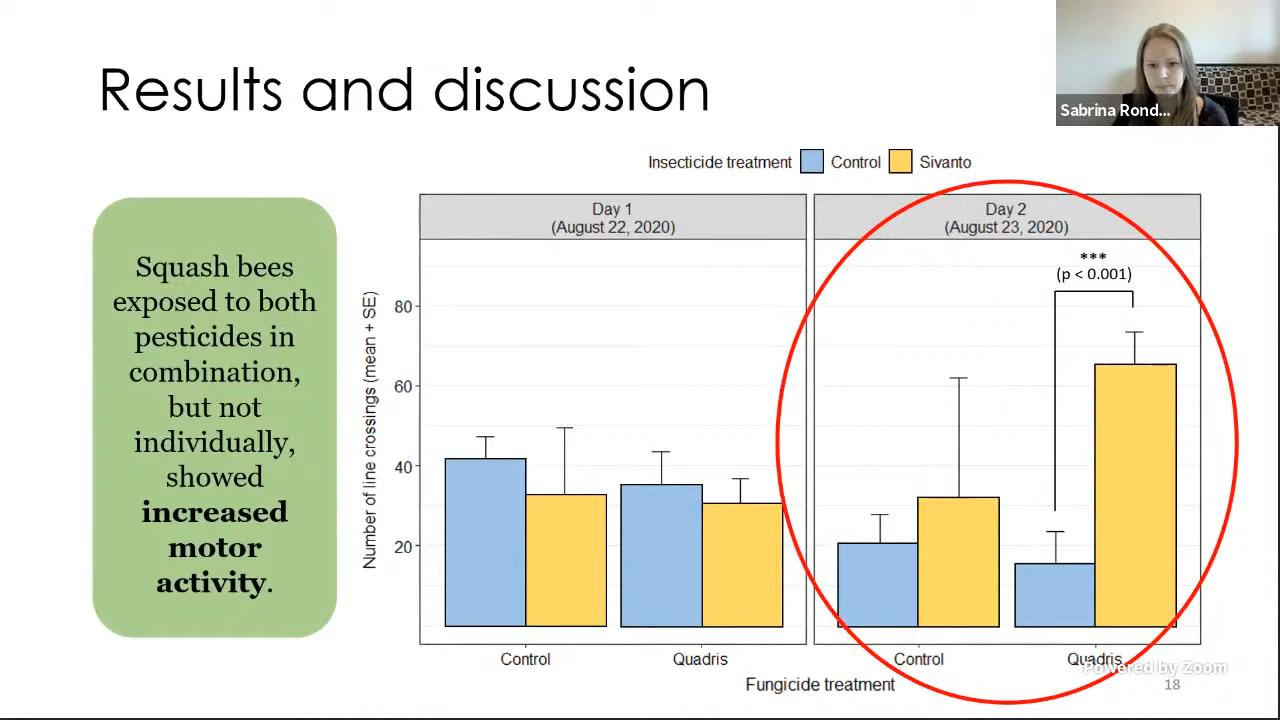 Results and discussion
Sabrina Rond...
Insecticide treatment Control Sivanto
Squash bees
exposed to both
pesticides in
combination,
but not
individually,
showed
increased
motor
activity.
Number of line crossings (mean + SE)
80
60
40
20
Day 1
(August 22, 2020)
Day 2
(August 23, 2020)
***
(p < 0.001)
Control
Quadris
Control
Quadris
Fungicide treatment
Powered by Zoom
18